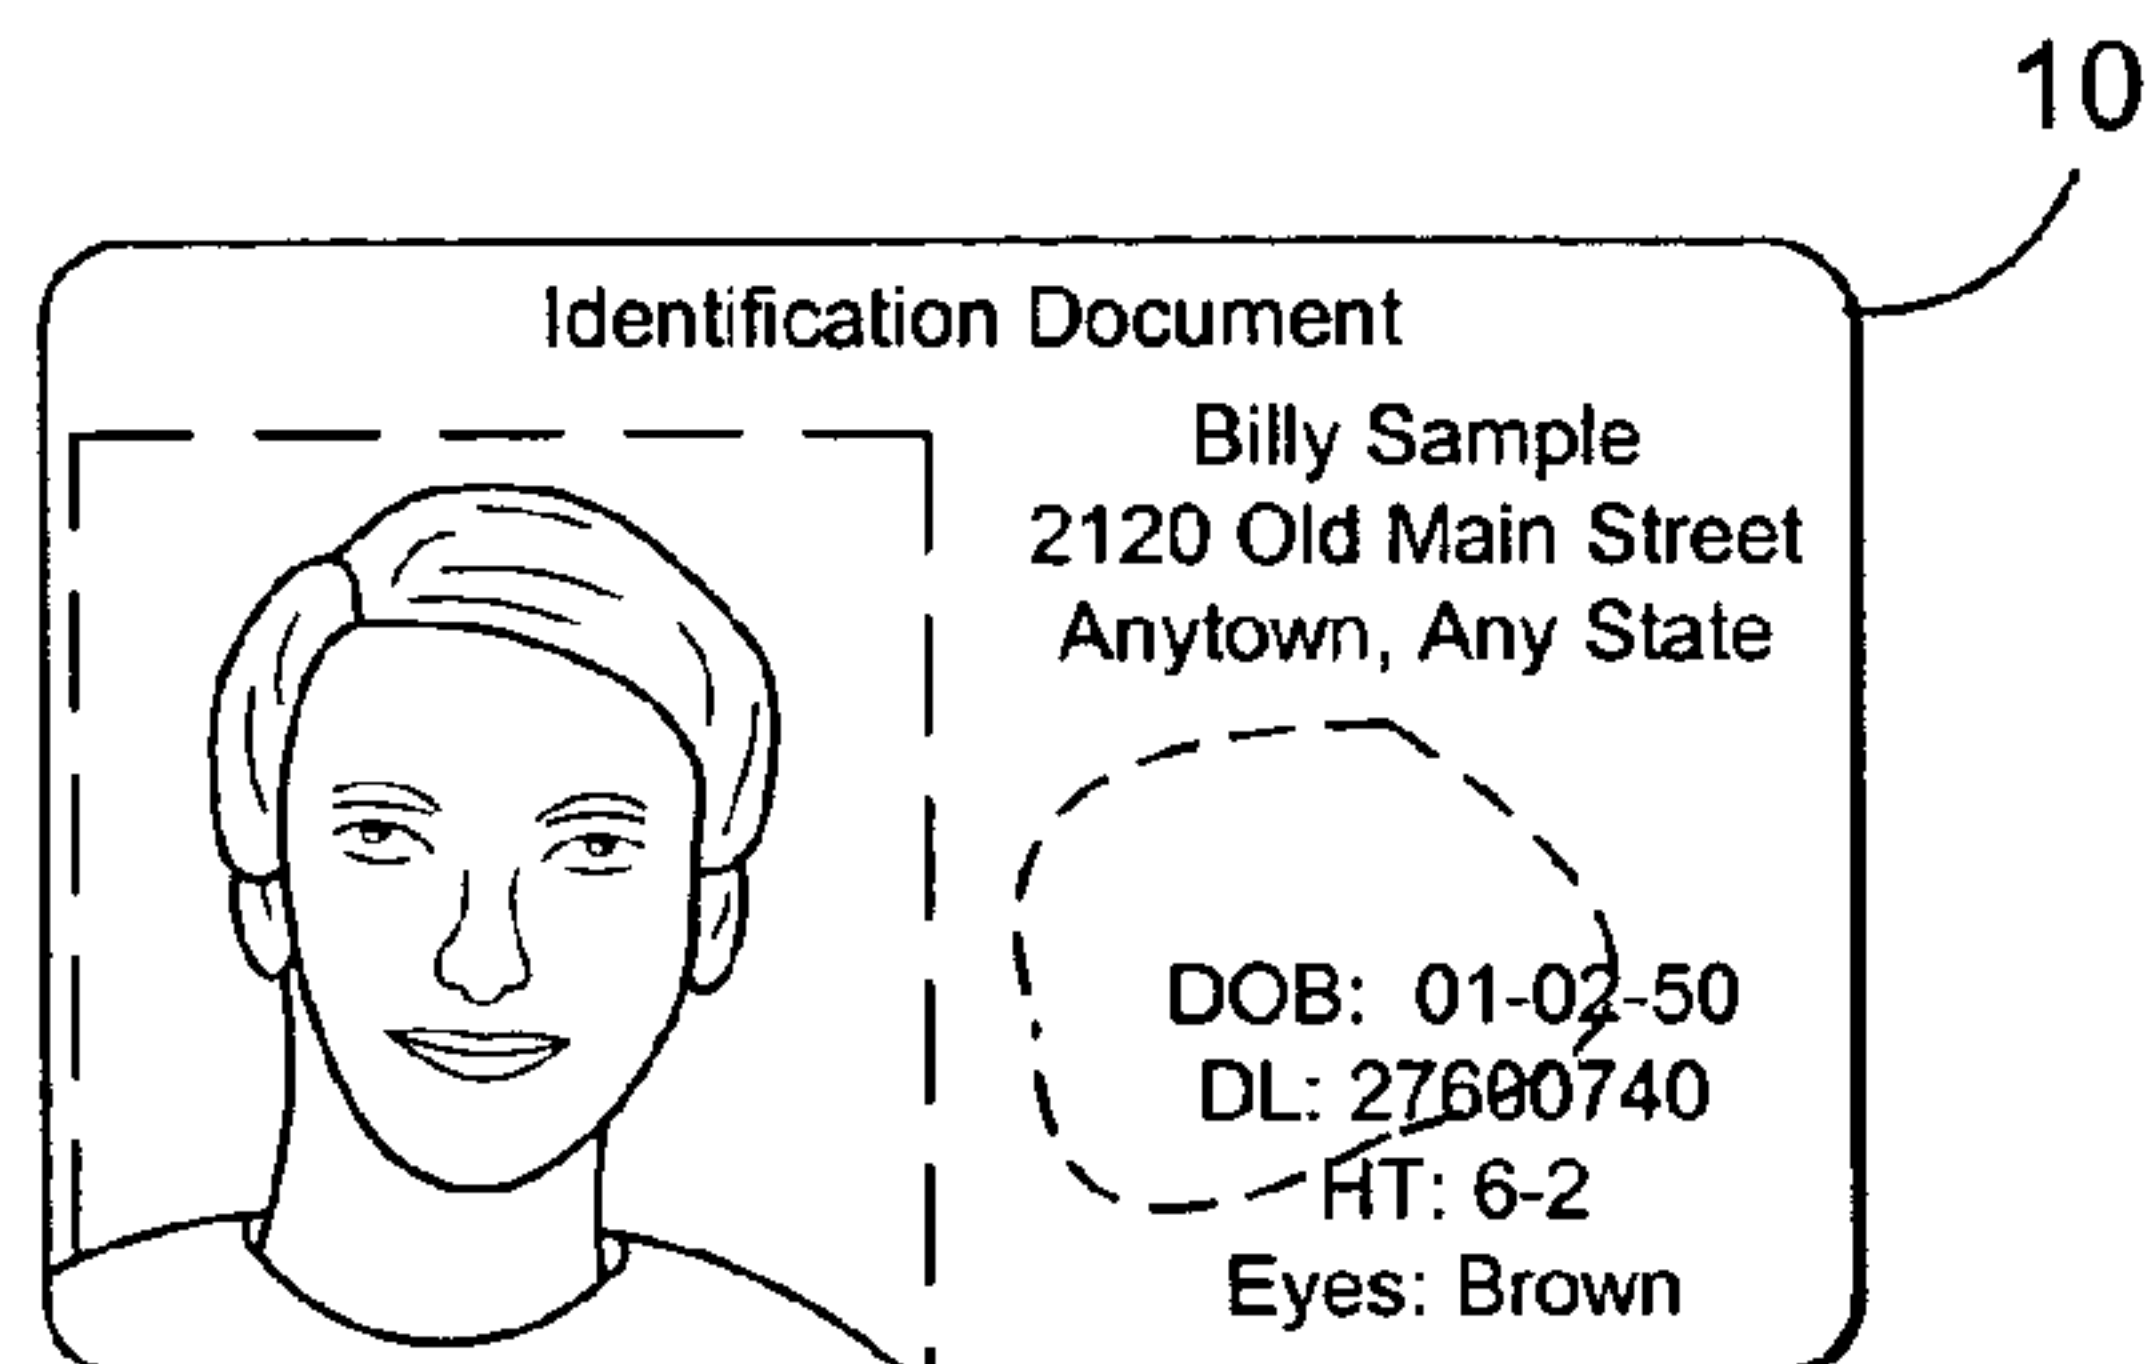 10
Identification Document
Billy Sample
2120 Old Main Street
Anytown, Any State
DOB: 01-02-50
DL: 27600740
HT: 6-2
Eyes: Brown